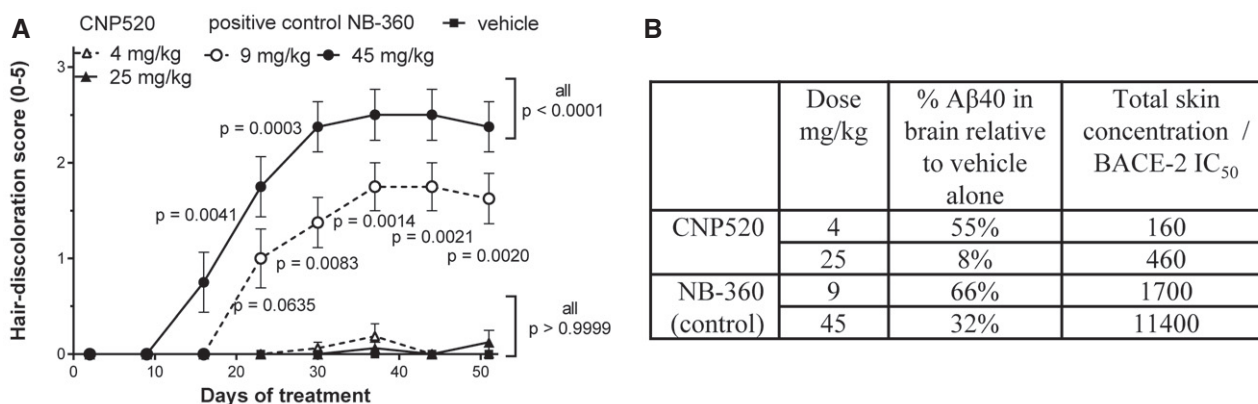 A
CNP520 positive control NB-360 vehicle
4 mg/kg 9 mg/kg 45 mg/kg
25 mg/kg
Hair-discoloration score (0-5)
3
2
1
0
all
p < 0.0001
p = 0.0003
p = 0.0041
p = 0.0014
p = 0.0021
p = 0.0020
p = 0.0083
p = 0.0635
all
p > 0.9999
0 10 20 30 40 50
Days of treatment
B
Dose
mg/kg
% Aβ40 in
brain relative
to vehicle
alone
Total skin
concentration /
BACE-2 IC50
CNP520 4 55% 160
25 8% 460
NB-360 9 66% 1700
(control) 45 32% 11400